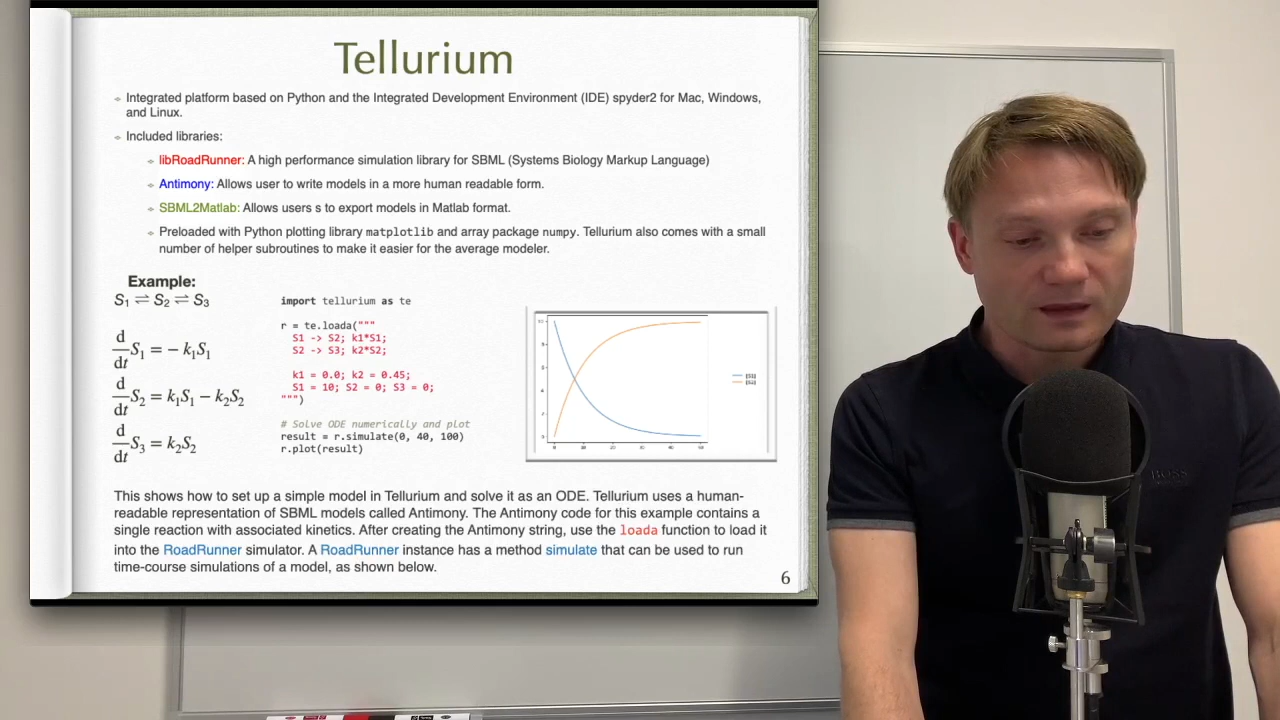 Tellurium
Integrated platform based on Python and the Integrated Development Environment (IDE) spyder2 for Mac, Windows,
and Linux.
Included libraries:
libRoadRunner: A high performance simulation library for SBML (Systems Biology Markup Language)
Antimony: Allows user to write models in a more human readable form.
SBML2Matlab: Allows users s to export models in Matlab format.
Preloaded with Python plotting library matplotlib and array package numpy. Tellurium also comes with a small
number of helper subroutines to make it easier for the average modeler.
Example:
S₁ ⇌ S₂ ⇌ S₃
d/dt S₁ = − k₁S₁
d/dt S₂ = k₁S₁ − k₂S₂
d/dt S₃ = k₂S₂
import tellurium as te
r = te.loada("""
S1 -> S2; k1*S1;
S2 -> S3; k2*S2;
k1 = 0.0; k2 = 0.45;
S1 = 10; S2 = 0; S3 = 0;
""")
# Solve ODE numerically and plot
result = r.simulate(0, 40, 100)
r.plot(result)
[S1]
[S2]
This shows how to set up a simple model in Tellurium and solve it as an ODE. Tellurium uses a human-
readable representation of SBML models called Antimony. The Antimony code for this example contains a
single reaction with associated kinetics. After creating the Antimony string, use the loada function to load it
into the RoadRunner simulator. A RoadRunner instance has a method simulate that can be used to run
time-course simulations of a model, as shown below.
6
BOSS